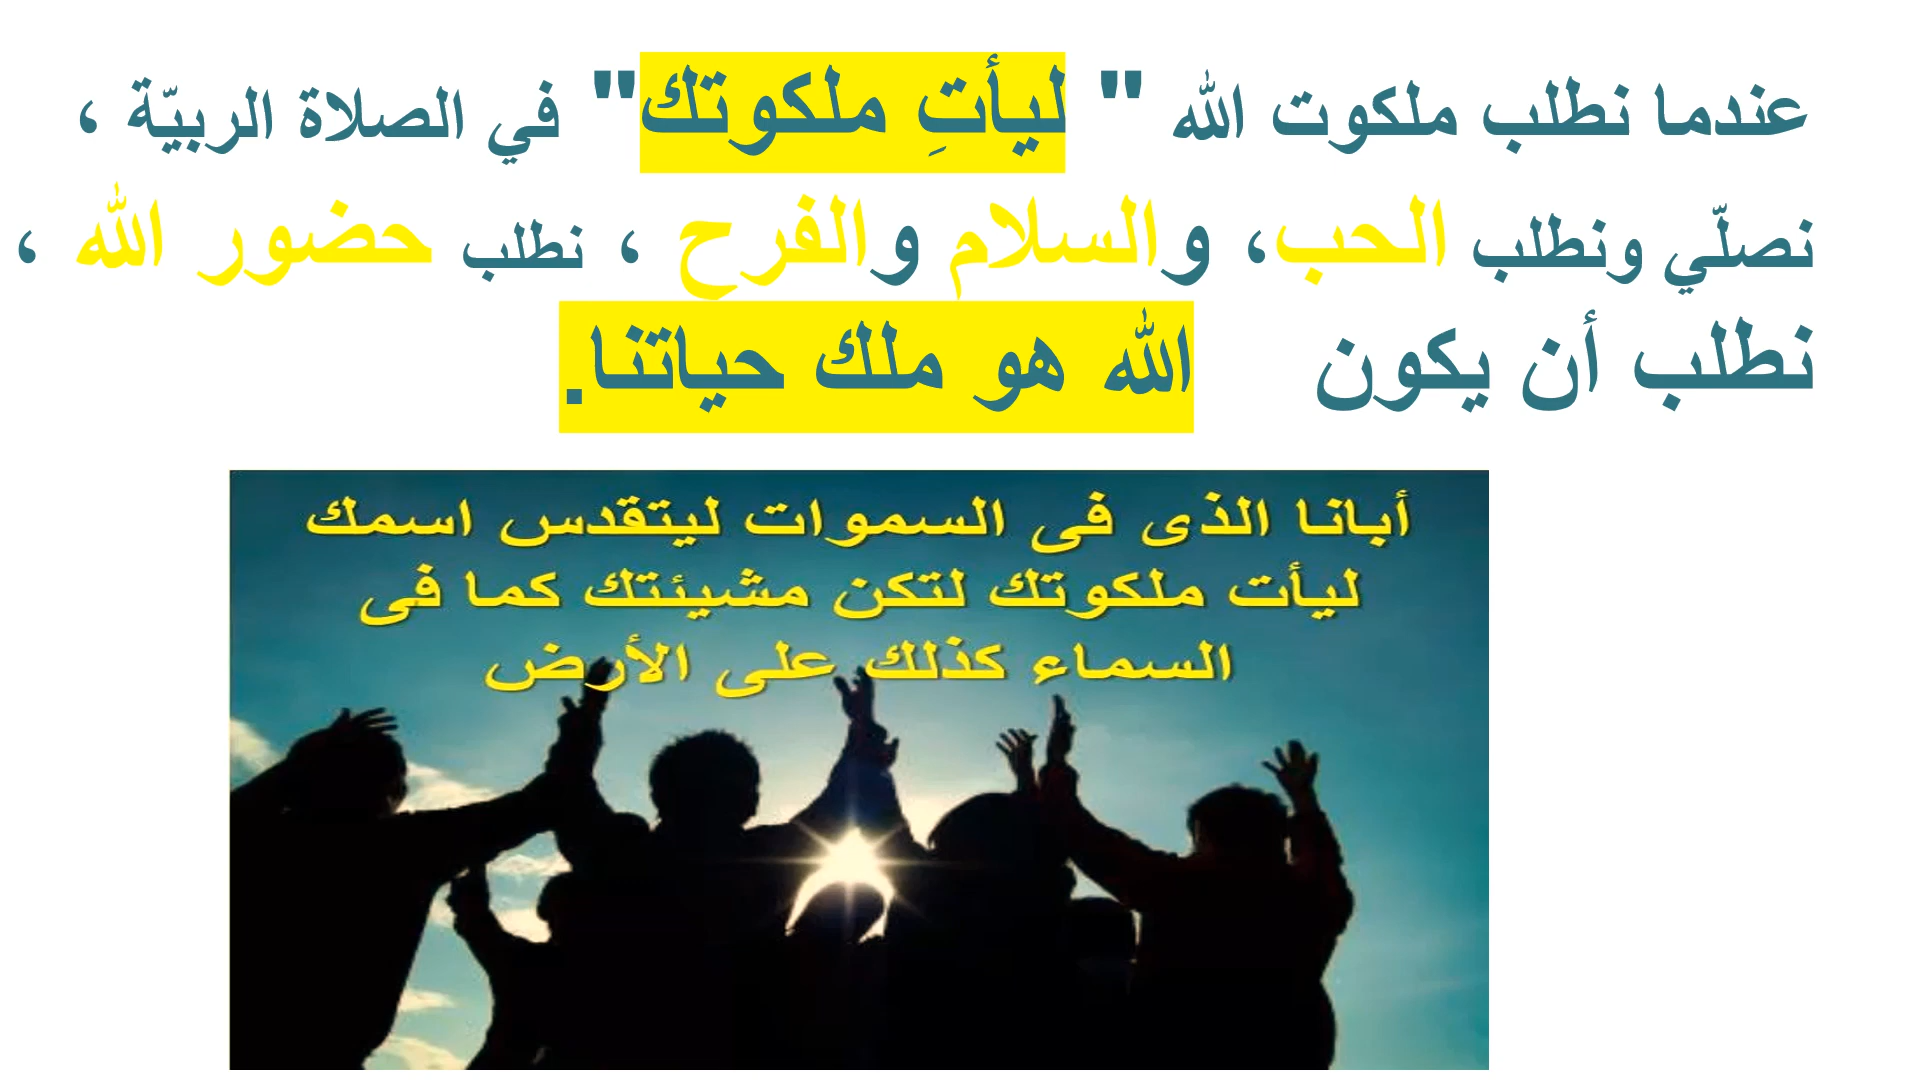 عندما نطلب ملكوت الله " ليأتِ ملكوتك" في الصلاة الربيّة ،
نصلّي ونطلب الحب، والسلام والفرح ، نطلب حضور الله ،
نطلب أن يكون الله هو ملك حياتنا.
أبانا الذى فى السموات ليتقدس اسمك
ليأت ملكوتك لتكن مشيئتك كما فى
السماء كذلك على الأرض